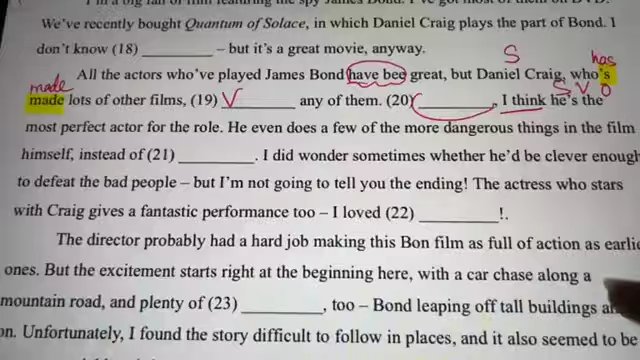 I'm a big fan of film featuring the spy James Bond. I've got most of them on DVD.
We've recently bought Quantum of Solace, in which Daniel Craig plays the part of Bond. I
don't know (18) __________ – but it's a great movie, anyway.
S
has
All the actors who've played James Bond have bee great, but Daniel Craig, who's
made
S V O
made lots of other films, (19) V __________ any of them. (20) __________, I think he's the
most perfect actor for the role. He even does a few of the more dangerous things in the film
himself, instead of (21) __________. I did wonder sometimes whether he'd be clever enough
to defeat the bad people – but I'm not going to tell you the ending! The actress who stars
with Craig gives a fantastic performance too – I loved (22) __________!.
The director probably had a hard job making this Bon film as full of action as earlie
ones. But the excitement starts right at the beginning here, with a car chase along a
mountain road, and plenty of (23) __________, too – Bond leaping off tall buildings
on. Unfortunately, I found the story difficult to follow in places, and it also seemed to be